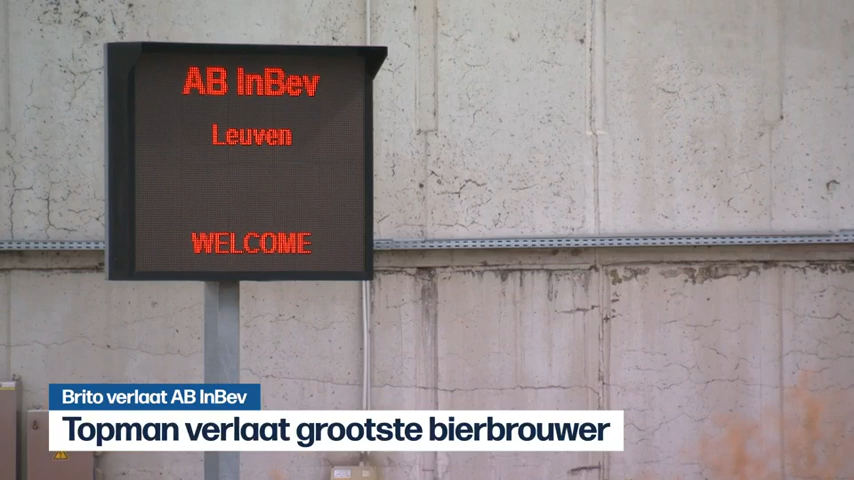 AB InBev
Leuven
WELCOME
Brito verlaat AB InBev
Topman verlaat grootste bierbrouwer